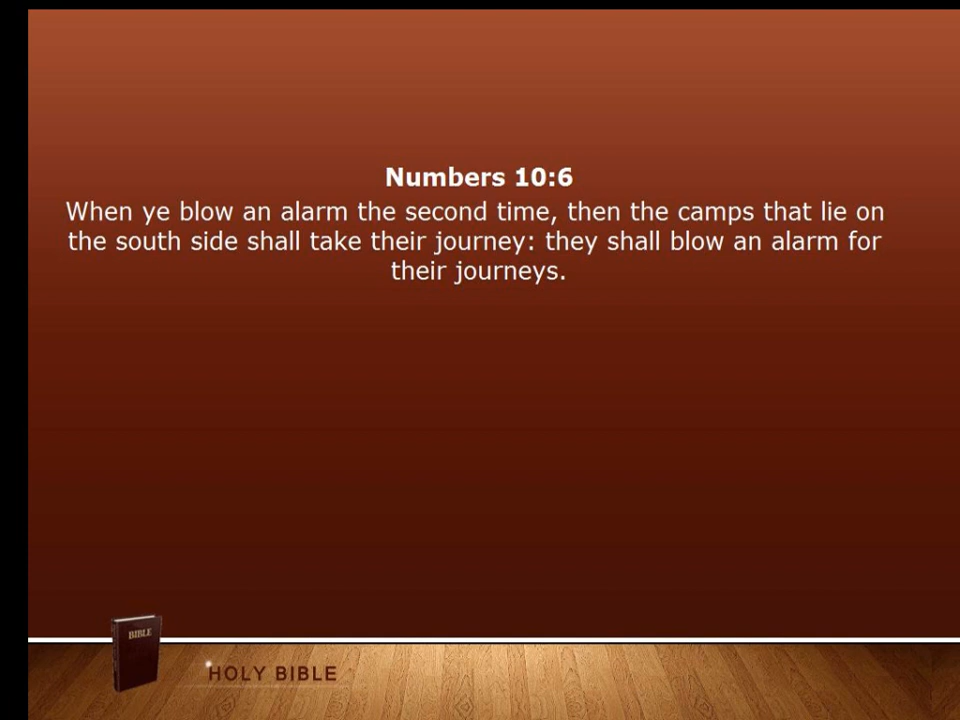 Numbers 10:6
When ye blow an alarm the second time, then the camps that lie on
the south side shall take their journey: they shall blow an alarm for
their journeys.
BIBLE
HOLY BIBLE